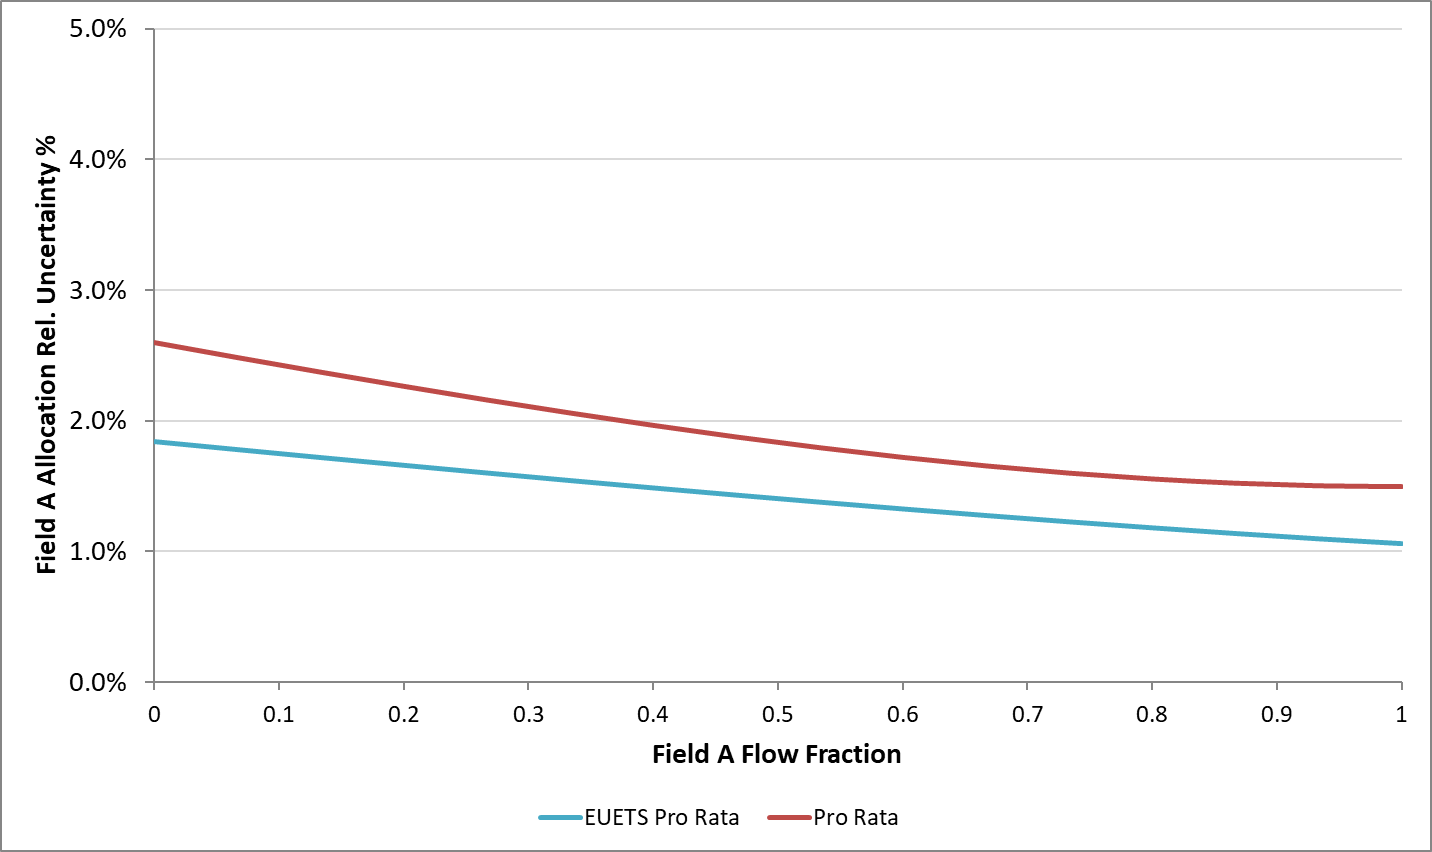 5.0%
4.0%
3.0%
2.0%
1.0%
0.0%
Field A Allocation Rel. Uncertainty %
0 0.1 0.2 0.3 0.4 0.5 0.6 0.7 0.8 0.9 1
Field A Flow Fraction
EUETS Pro Rata Pro Rata